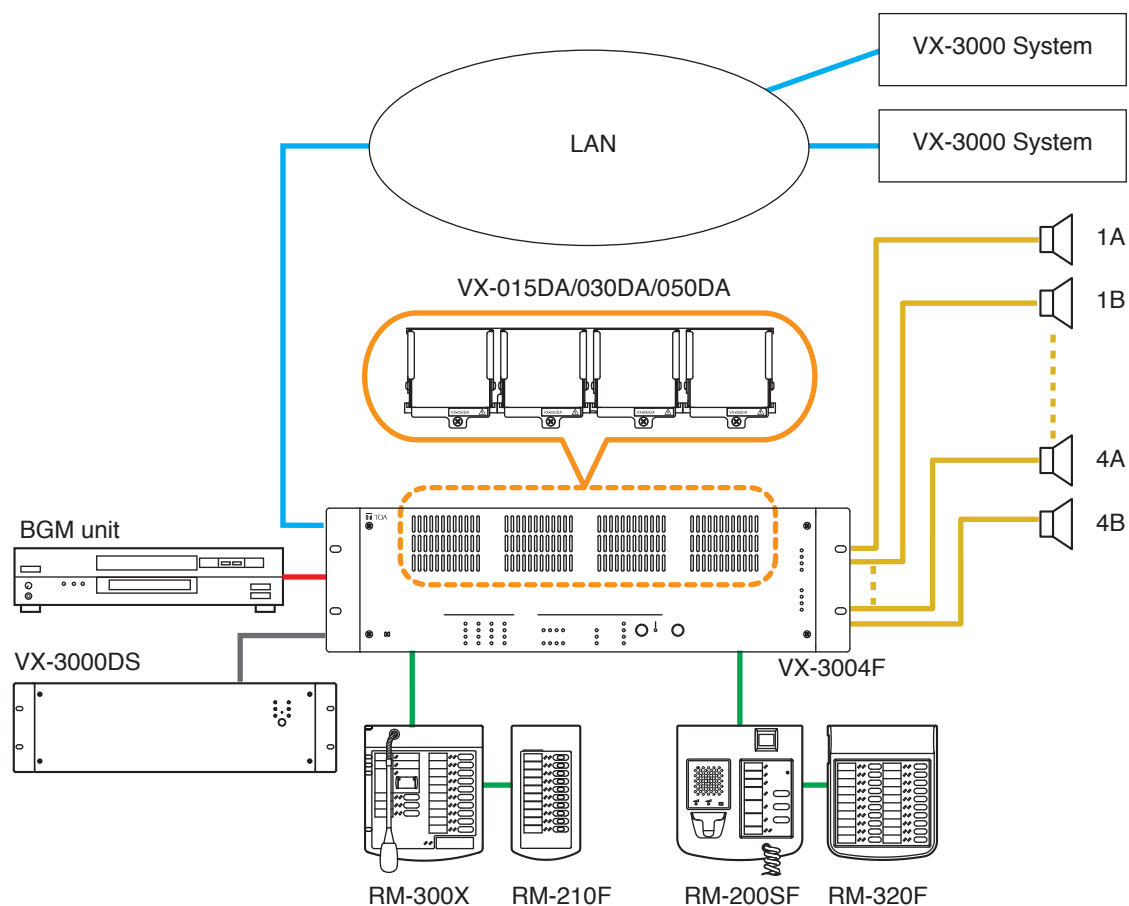 VX-3000 System
LAN
VX-3000 System
1A
VX-015DA/030DA/050DA
1B
4A
TOA
BGM unit
4B
VX-3000DS
VX-3004F
RM-300X
RM-210F
RM-200SF
RM-320F